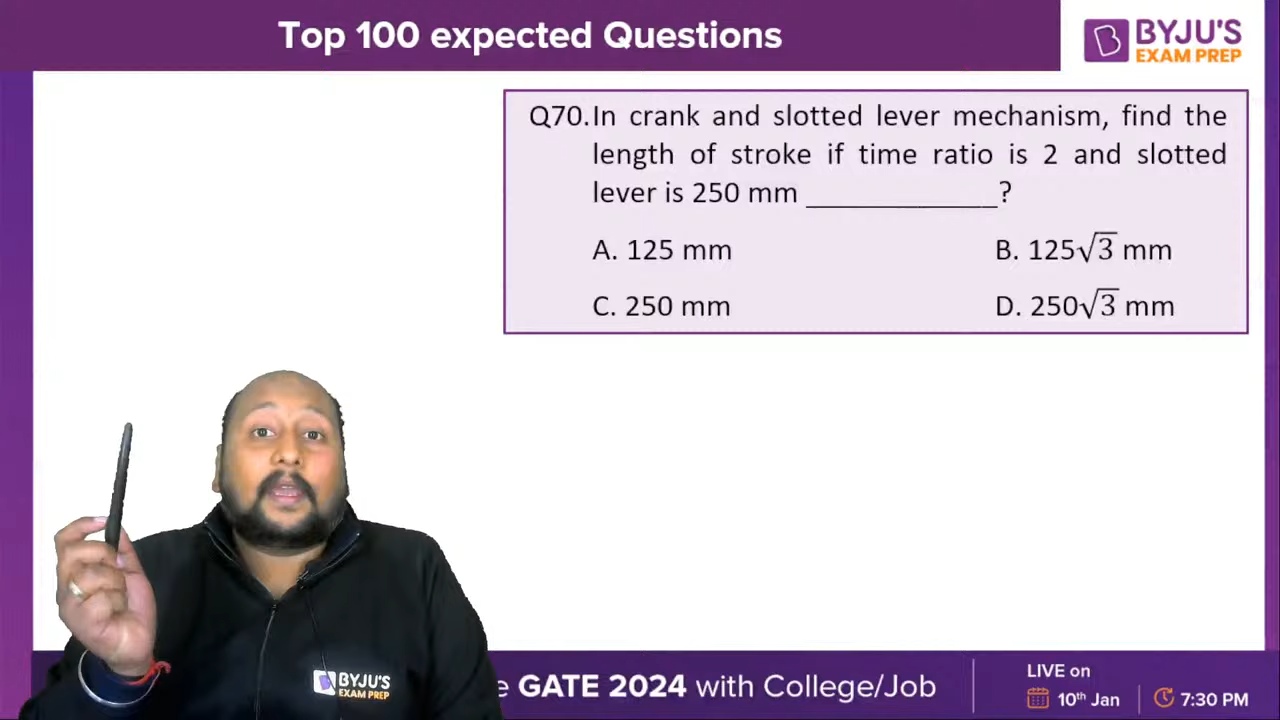 Top 100 expected Questions
BYJU'S
EXAM PREP
Q70.In crank and slotted lever mechanism, find the
length of stroke if time ratio is 2 and slotted
lever is 250 mm _____________?
A. 125 mm
B. 125√3 mm
C. 250 mm
D. 250√3 mm
BYJU'S
EXAM PREP
e GATE 2024 with College/Job
LIVE on
10th Jan
7:30 PM